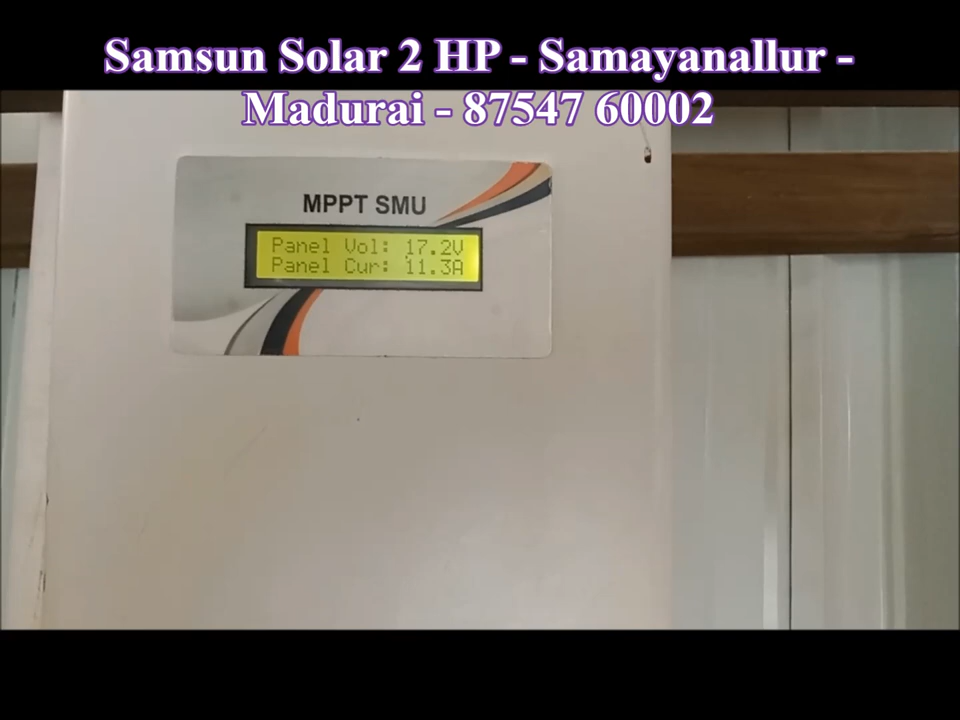 Samsun Solar 2 HP - Samayanallur -
Madurai - 87547 60002
MPPT SMU
Panel Vol: 17.2V
Panel Cur: 11.3A